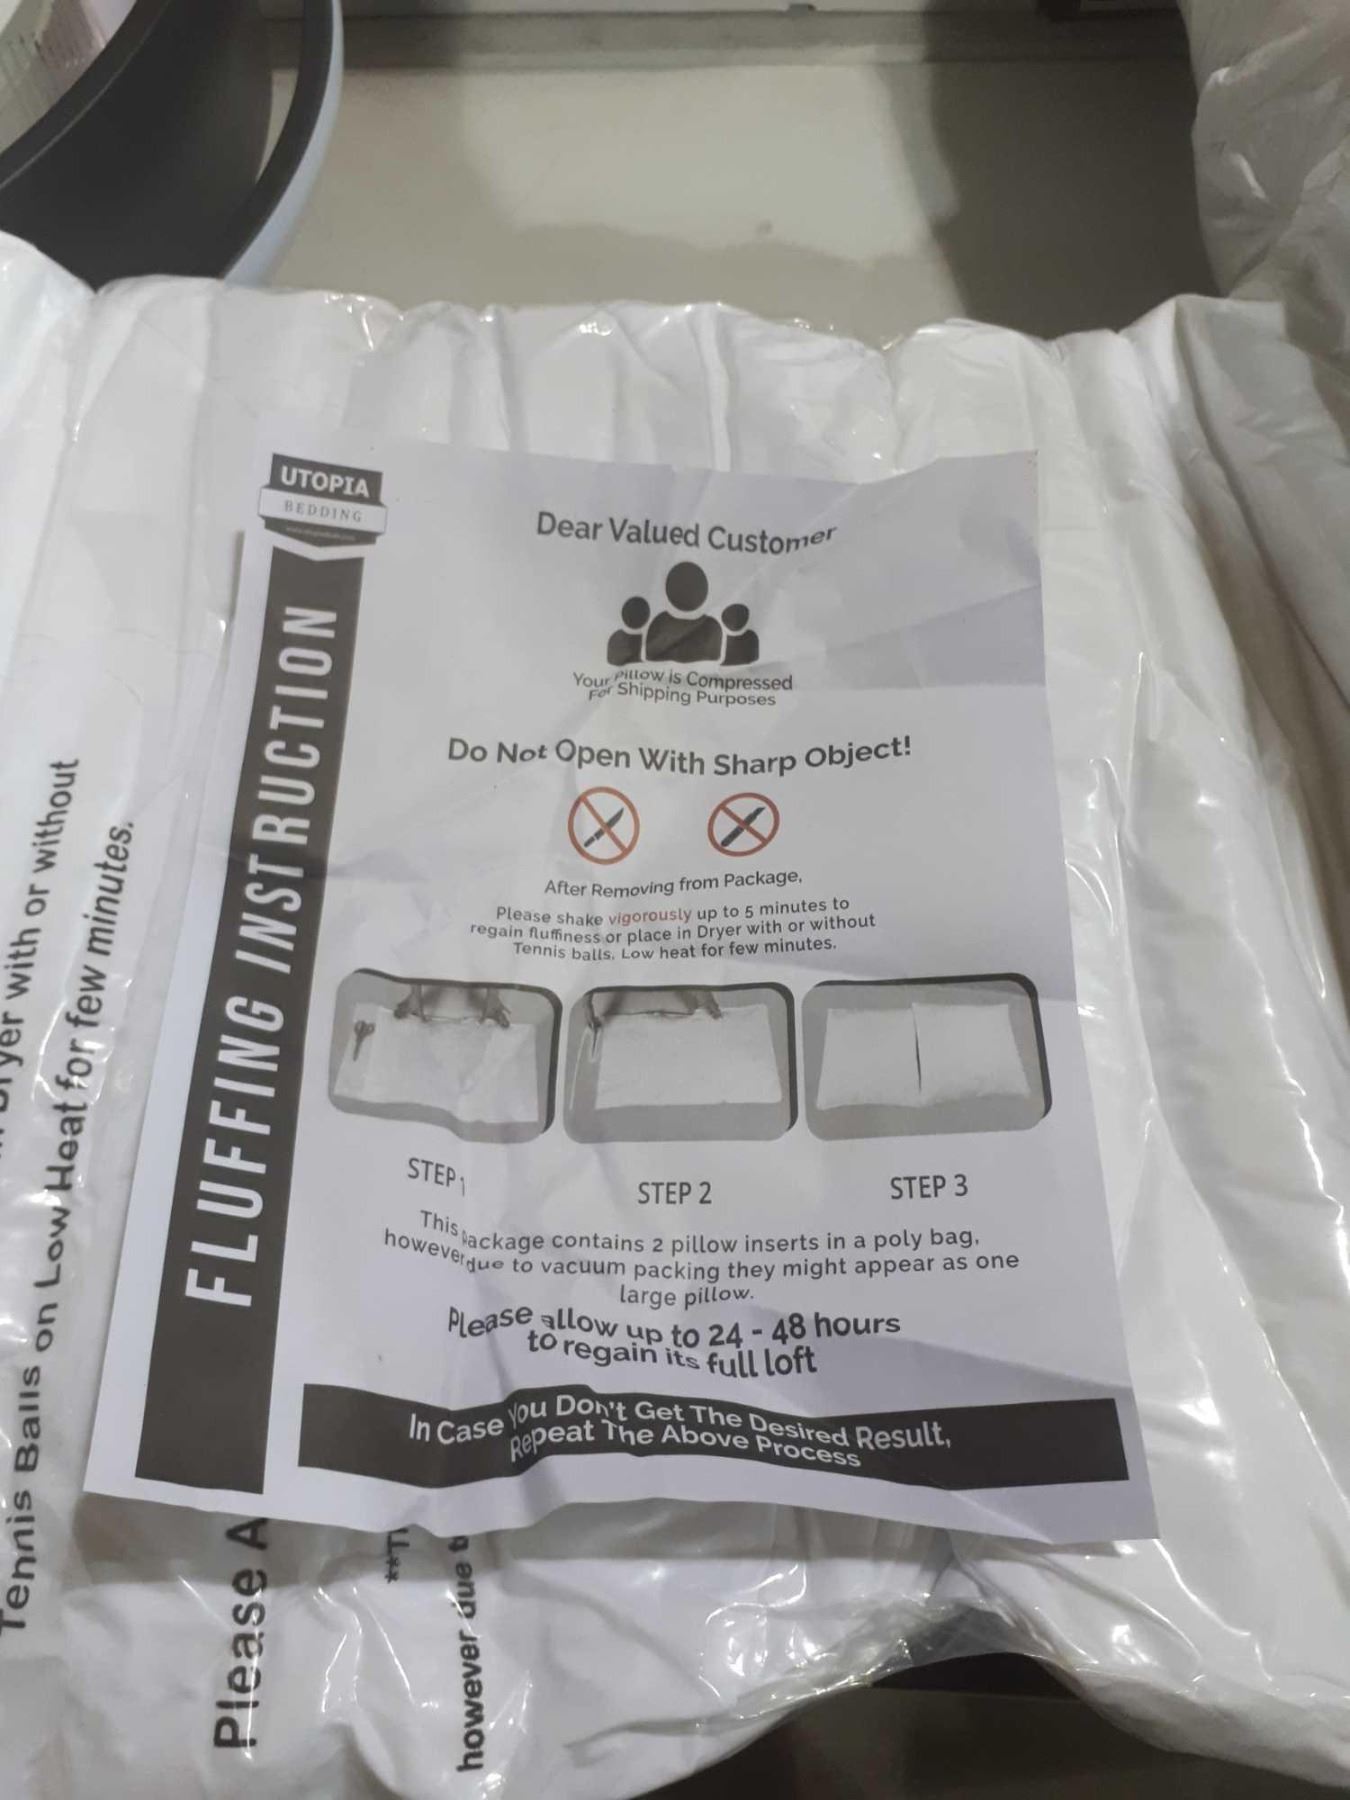 UTOPIA
BEDDING
FLUFFING INSTRUCTION
Dear Valued Customer
Your Pillow is Compressed
For Shipping Purposes
Do Not Open With Sharp Object!
After Removing from Package,
Please shake vigorously up to 5 minutes to
regain fluffiness or place in Dryer with or without
Tennis balls. Low heat for few minutes.
STEP 1
STEP 2
STEP 3
This package contains 2 pillow inserts in a poly bag,
however due to vacuum packing they might appear as one
large pillow.
Please allow up to 24 - 48 hours
to regain its full loft
In Case You Don't Get The Desired Result,
Repeat The Above Process
Dryer with or without
Tennis Balls on Low Heat for few minutes.
Please A
**T
however due t